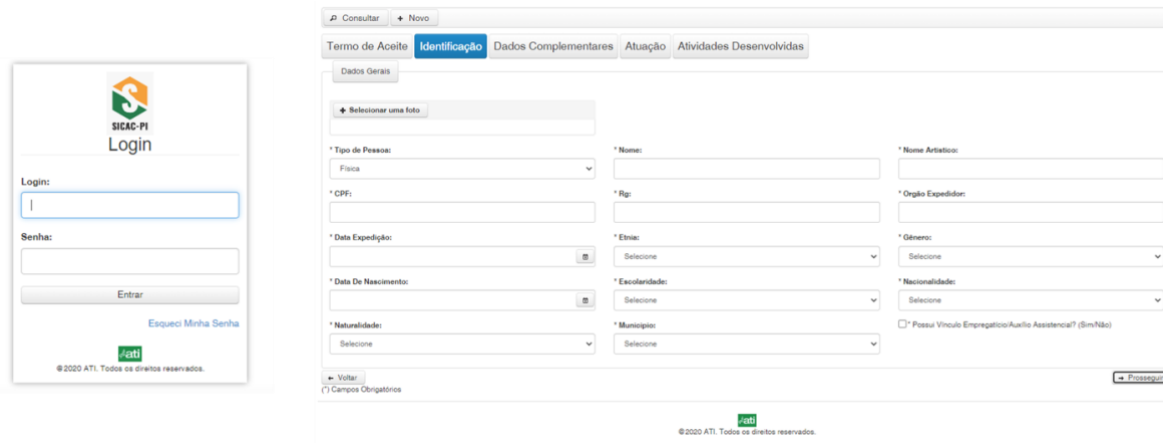 SICAC-PI
Login
Login:
Senha:
Entrar
Esqueci Minha Senha
ati
©2020 ATI. Todos os direitos reservados.
Consultar + Novo
Termo de Aceite Identificação Dados Complementares Atuação Atividades Desenvolvidas
Dados Gerais
+ Selecionar uma foto
* Tipo de Pessoa: * Nome: * Nome Artístico:
Física
* CPF: * Rg: * Orgão Expedidor:
* Data Expedição: * Etnia: * Gênero:
Selecione Selecione
* Data De Nascimento: * Escolaridade: * Nacionalidade:
Selecione Selecione
* Naturalidade: * Município: * Possui Vínculo Empregatício/Auxílio Assistencial? (Sim/Não)
Selecione Selecione
Voltar Prosseguir
(*) Campos Obrigatórios
ati
©2020 ATI. Todos os direitos reservados.